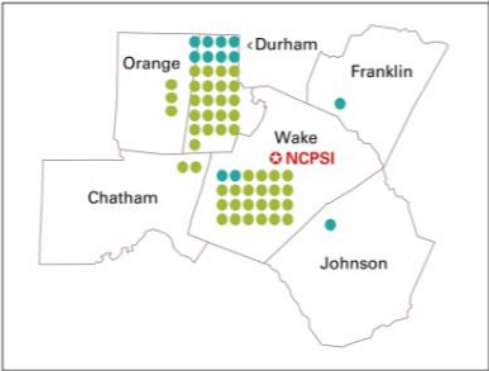 <Durham
Orange
Franklin
Wake
NCPSI
Chatham
Johnson